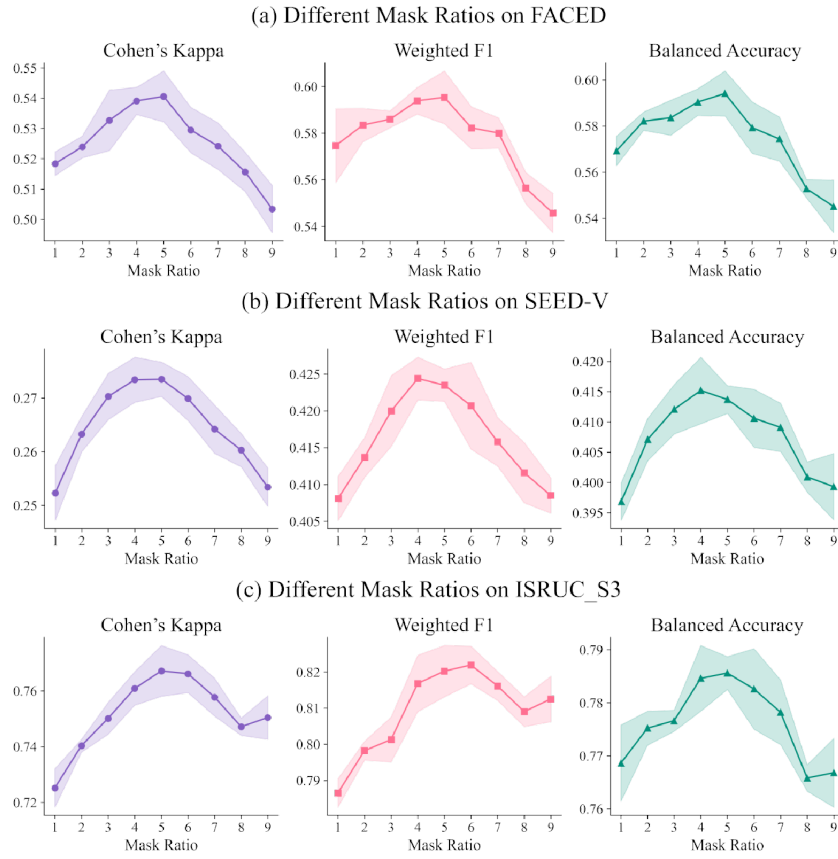 (a) Different Mask Ratios on FACED
Cohen's Kappa Weighted F1 Balanced Accuracy
0.55
0.54
0.53
0.52
0.51
0.50
1 2 3 4 5 6 7 8 9
Mask Ratio
0.60
0.58
0.56
0.54
1 2 3 4 5 6 7 8 9
Mask Ratio
0.60
0.58
0.56
0.54
1 2 3 4 5 6 7 8 9
Mask Ratio
(b) Different Mask Ratios on SEED-V
Cohen's Kappa Weighted F1 Balanced Accuracy
0.27
0.26
0.25
1 2 3 4 5 6 7 8 9
Mask Ratio
0.425
0.420
0.415
0.410
0.405
1 2 3 4 5 6 7 8 9
Mask Ratio
0.420
0.415
0.410
0.405
0.400
0.395
1 2 3 4 5 6 7 8 9
Mask Ratio
(c) Different Mask Ratios on ISRUC_S3
Cohen's Kappa Weighted F1 Balanced Accuracy
0.76
0.74
0.72
1 2 3 4 5 6 7 8 9
Mask Ratio
0.82
0.81
0.80
0.79
1 2 3 4 5 6 7 8 9
Mask Ratio
0.79
0.78
0.77
0.76
1 2 3 4 5 6 7 8 9
Mask Ratio